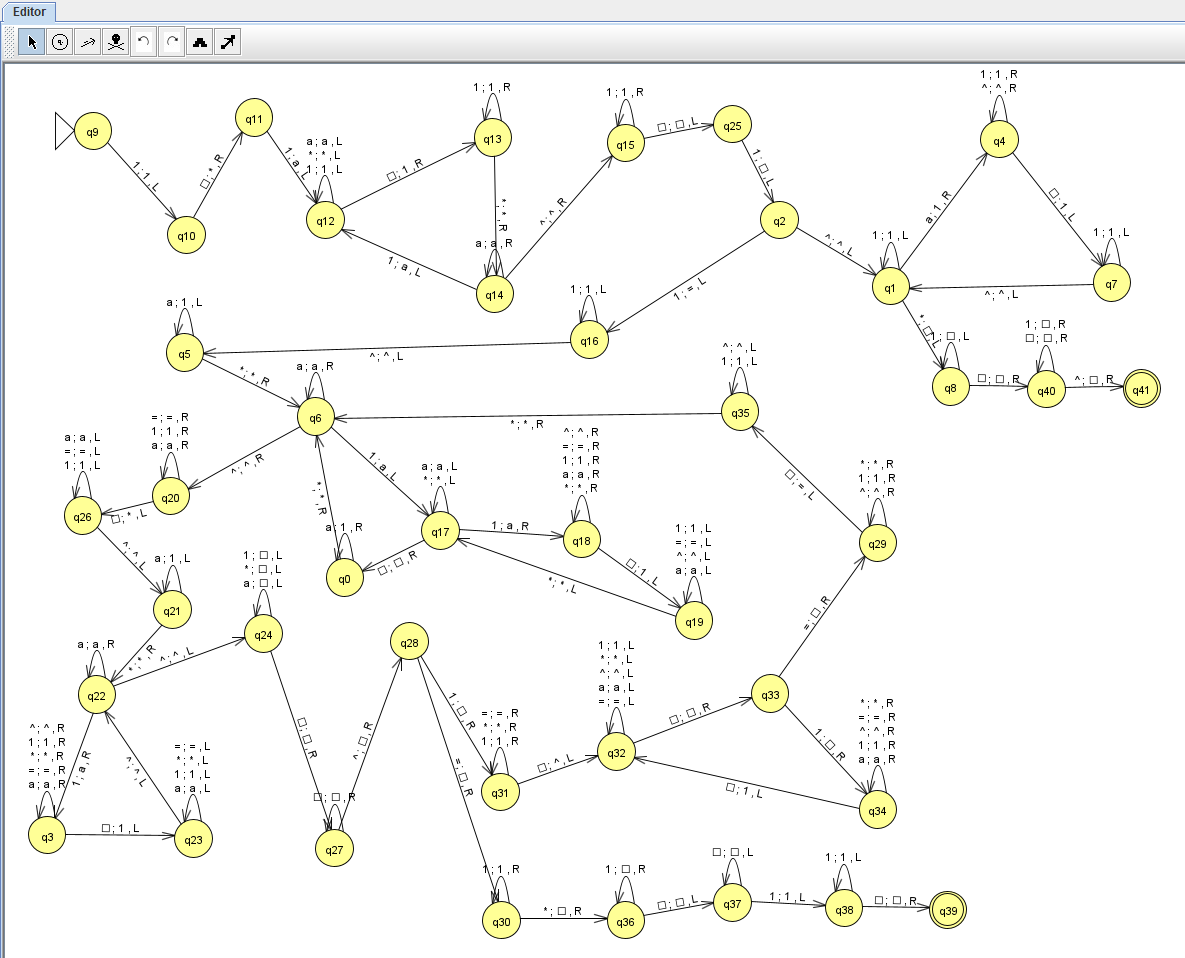 Editor
q9
1 ; 1 , L
q10
□ ; * , R
q11
1 ; a , L
a ; a , L
* ; * , L
1 ; 1 , L
q12
□ ; 1 , R
1 ; 1 , R
q13
* ; * , R
a ; a , R
q14
1 ; a , L
^ ; ^ , R
1 ; 1 , R
q15
□ ; □ , L
q25
1 ; □ , L
q2
^ ; ^ , L
1 ; = , L
1 ; 1 , L
q1
a ; 1 , R
1 ; 1 , R
^ ; ^ , R
q4
□ ; 1 , L
1 ; 1 , L
q7
^ ; ^ , L
* ; □ , L
1 ; □ , L
q8
□ ; □ , R
1 ; □ , R
□ ; □ , R
q40
^ ; □ , R
q41
1 ; 1 , L
q16
^ ; ^ , L
a ; 1 , L
q5
* ; * , R
a ; a , R
q6
^ ; ^ , R
1 ; a , L
* ; * , R
^ ; ^ , L
1 ; 1 , L
q35
* ; * , R
= ; = , R
1 ; 1 , R
a ; a , R
q20
□ ; * , L
a ; a , L
= ; = , L
1 ; 1 , L
q26
^ ; ^ , L
a ; 1 , L
q21
* ; * , R
a ; 1 , R
q0
□ ; □ , R
a ; a , L
* ; * , L
q17
1 ; a , R
^ ; ^ , R
= ; = , R
1 ; 1 , R
a ; a , R
* ; * , R
q18
□ ; 1 , L
1 ; 1 , L
= ; = , L
^ ; ^ , L
a ; a , L
q19
* ; * , L
* ; * , R
1 ; 1 , R
^ ; ^ , R
q29
□ ; = , L
a ; a , R
q22
^ ; ^ , L
1 ; □ , L
* ; □ , L
a ; □ , L
q24
□ ; □ , R
1 ; a , R
^ ; ^ , R
1 ; 1 , R
* ; * , R
= ; = , R
a ; a , R
q3
□ ; 1 , L
= ; = , L
* ; * , L
1 ; 1 , L
a ; a , L
q23
^ ; ^ , L
□ ; □ , R
q27
^ ; □ , R
q28
1 ; □ , R
= ; □ , R
= ; = , R
* ; * , R
1 ; 1 , R
q31
□ ; ^ , L
1 ; 1 , L
* ; * , L
^ ; ^ , L
a ; a , L
= ; = , L
q32
□ ; □ , R
q33
= ; □ , R
1 ; □ , R
* ; * , R
= ; = , R
^ ; ^ , R
1 ; 1 , R
a ; a , R
q34
□ ; 1 , L
1 ; 1 , R
q30
* ; □ , R
1 ; □ , R
q36
□ ; □ , L
□ ; □ , L
q37
1 ; 1 , L
1 ; 1 , L
q38
□ ; □ , R
q39